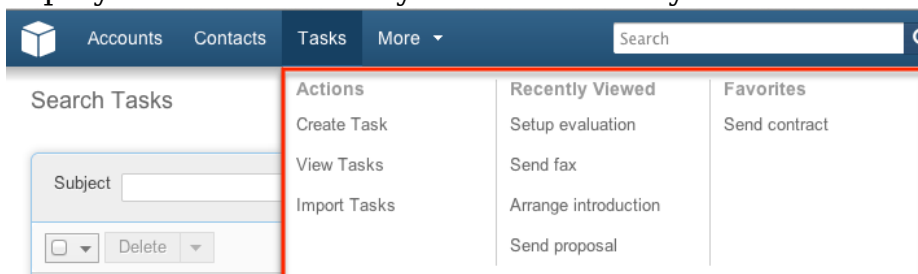 Accounts Contacts Tasks More Search
Search Tasks
Actions Recently Viewed Favorites
Create Task Setup evaluation Send contract
View Tasks Send fax
Subject
Import Tasks Arrange introduction
Delete Send proposal